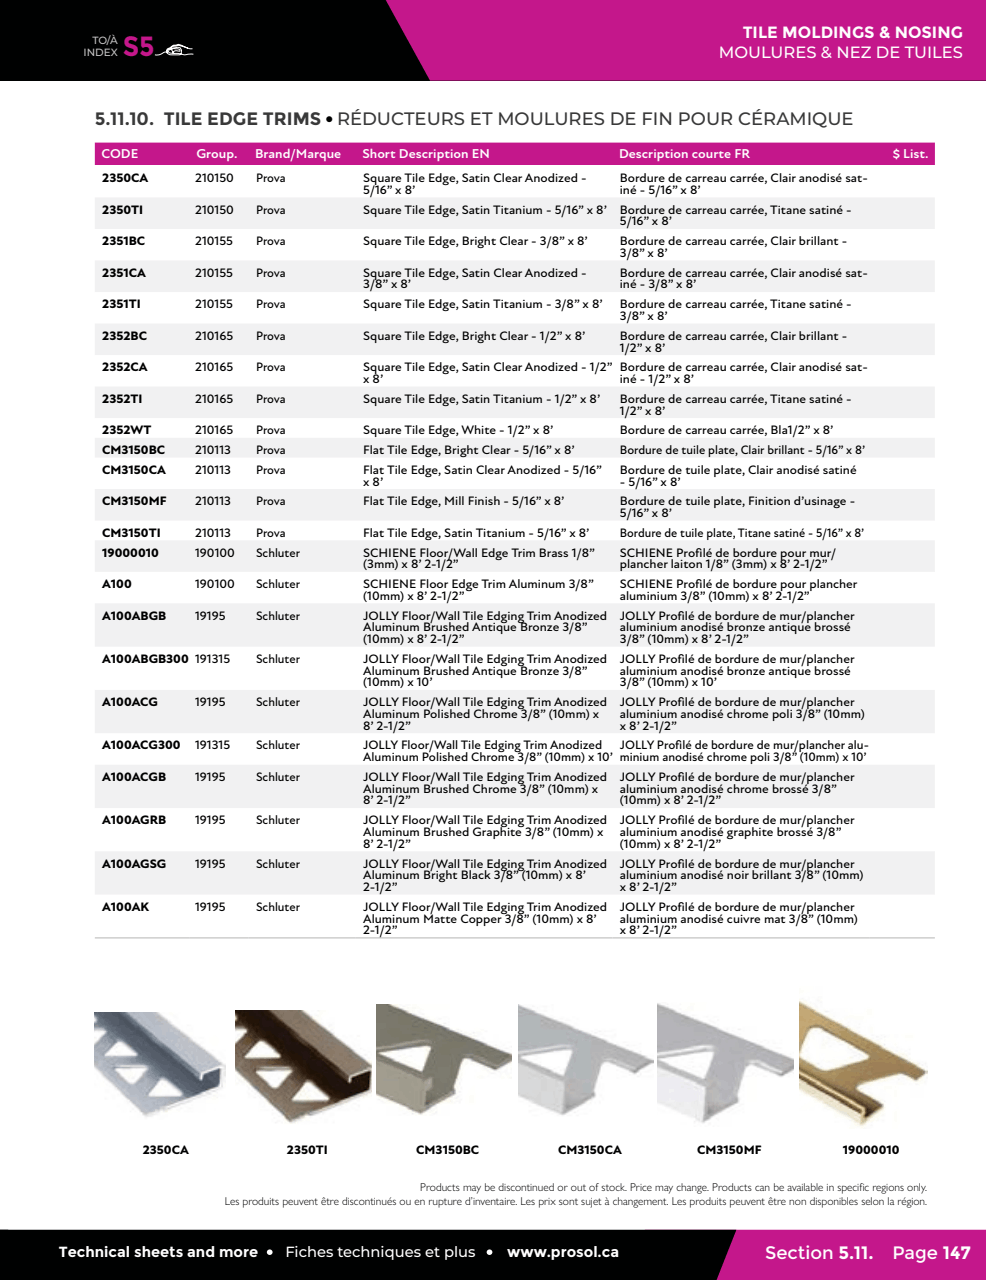 TO/À
INDEX S5
TILE MOLDINGS & NOSING
MOULURES & NEZ DE TUILES
5.11.10. TILE EDGE TRIMS • RÉDUCTEURS ET MOULURES DE FIN POUR CÉRAMIQUE
CODE Group. Brand/Marque Short Description EN Description courte FR $ List.
2350CA 210150 Prova Square Tile Edge, Satin Clear Anodized - Bordure de carreau carrée, Clair anodisé sat-
5/16” x 8’ iné - 5/16” x 8’
2350TI 210150 Prova Square Tile Edge, Satin Titanium - 5/16” x 8’ Bordure de carreau carrée, Titane satiné -
5/16” x 8’
2351BC 210155 Prova Square Tile Edge, Bright Clear - 3/8” x 8’ Bordure de carreau carrée, Clair brillant -
3/8” x 8’
2351CA 210155 Prova Square Tile Edge, Satin Clear Anodized - Bordure de carreau carrée, Clair anodisé sat-
3/8” x 8’ iné - 3/8” x 8’
2351TI 210155 Prova Square Tile Edge, Satin Titanium - 3/8” x 8’ Bordure de carreau carrée, Titane satiné -
3/8” x 8’
2352BC 210165 Prova Square Tile Edge, Bright Clear - 1/2” x 8’ Bordure de carreau carrée, Clair brillant -
1/2” x 8’
2352CA 210165 Prova Square Tile Edge, Satin Clear Anodized - 1/2” Bordure de carreau carrée, Clair anodisé sat-
x 8’ iné - 1/2” x 8’
2352TI 210165 Prova Square Tile Edge, Satin Titanium - 1/2” x 8’ Bordure de carreau carrée, Titane satiné -
1/2” x 8’
2352WT 210165 Prova Square Tile Edge, White - 1/2” x 8’ Bordure de carreau carrée, Bla1/2” x 8’
CM3150BC 210113 Prova Flat Tile Edge, Bright Clear - 5/16” x 8’ Bordure de tuile plate, Clair brillant - 5/16” x 8’
CM3150CA 210113 Prova Flat Tile Edge, Satin Clear Anodized - 5/16” Bordure de tuile plate, Clair anodisé satiné
x 8’ - 5/16” x 8’
CM3150MF 210113 Prova Flat Tile Edge, Mill Finish - 5/16” x 8’ Bordure de tuile plate, Finition d’usinage -
5/16” x 8’
CM3150TI 210113 Prova Flat Tile Edge, Satin Titanium - 5/16” x 8’ Bordure de tuile plate, Titane satiné - 5/16” x 8’
19000010 190100 Schluter SCHIENE Floor/Wall Edge Trim Brass 1/8” SCHIENE Profilé de bordure pour mur/
(3mm) x 8’ 2-1/2” plancher laiton 1/8” (3mm) x 8’ 2-1/2’
A100 190100 Schluter SCHIENE Floor Edge Trim Aluminum 3/8” SCHIENE Profilé de bordure pour plancher
(10mm) x 8’ 2-1/2” aluminium 3/8” (10mm) x 8’ 2-1/2”
A100ABGB 19195 Schluter JOLLY Floor/Wall Tile Edging Trim Anodized JOLLY Profilé de bordure de mur/plancher
Aluminum Brushed Antique Bronze 3/8” aluminium anodisé bronze antique brossé
(10mm) x 8’ 2-1/2” 3/8” (10mm) x 8’ 2-1/2”
A100ABGB300 191315 Schluter JOLLY Floor/Wall Tile Edging Trim Anodized JOLLY Profilé de bordure de mur/plancher
Aluminum Brushed Antique Bronze 3/8” aluminium anodisé bronze antique brossé
(10mm) x 10’ 3/8” (10mm) x 10’
A100ACG 19195 Schluter JOLLY Floor/Wall Tile Edging Trim Anodized JOLLY Profilé de bordure de mur/plancher
Aluminum Polished Chrome 3/8” (10mm) x aluminium anodisé chrome poli 3/8” (10mm)
8’ 2-1/2” x 8’ 2-1/2”
A100ACG300 191315 Schluter JOLLY Floor/Wall Tile Edging Trim Anodized JOLLY Profilé de bordure de mur/plancher alu-
Aluminum Polished Chrome 3/8” (10mm) x 10’ minium anodisé chrome poli 3/8” (10mm) x 10’
A100ACGB 19195 Schluter JOLLY Floor/Wall Tile Edging Trim Anodized JOLLY Profilé de bordure de mur/plancher
Aluminum Brushed Chrome 3/8” (10mm) x aluminium anodisé chrome brossé 3/8”
8’ 2-1/2” (10mm) x 8’ 2-1/2”
A100AGRB 19195 Schluter JOLLY Floor/Wall Tile Edging Trim Anodized JOLLY Profilé de bordure de mur/plancher
Aluminum Brushed Graphite 3/8” (10mm) x aluminium anodisé graphite brossé 3/8”
8’ 2-1/2” (10mm) x 8’ 2-1/2”
A100AGSG 19195 Schluter JOLLY Floor/Wall Tile Edging Trim Anodized JOLLY Profilé de bordure de mur/plancher
Aluminum Bright Black 3/8” (10mm) x 8’ aluminium anodisé noir brillant 3/8” (10mm)
2-1/2” x 8’ 2-1/2”
A100AK 19195 Schluter JOLLY Floor/Wall Tile Edging Trim Anodized JOLLY Profilé de bordure de mur/plancher
Aluminum Matte Copper 3/8” (10mm) x 8’ aluminium anodisé cuivre mat 3/8” (10mm)
2-1/2” x 8’ 2-1/2”
2350CA 2350TI CM3150BC CM3150CA CM3150MF 19000010
Products may be discontinued or out of stock. Price may change. Products can be available in specific regions only.
Les produits peuvent être discontinués ou en rupture d’inventaire. Les prix sont sujet à changement. Les produits peuvent être non disponibles selon la région.
Technical sheets and more • Fiches techniques et plus • www.prosol.ca
Section 5.11. Page 147